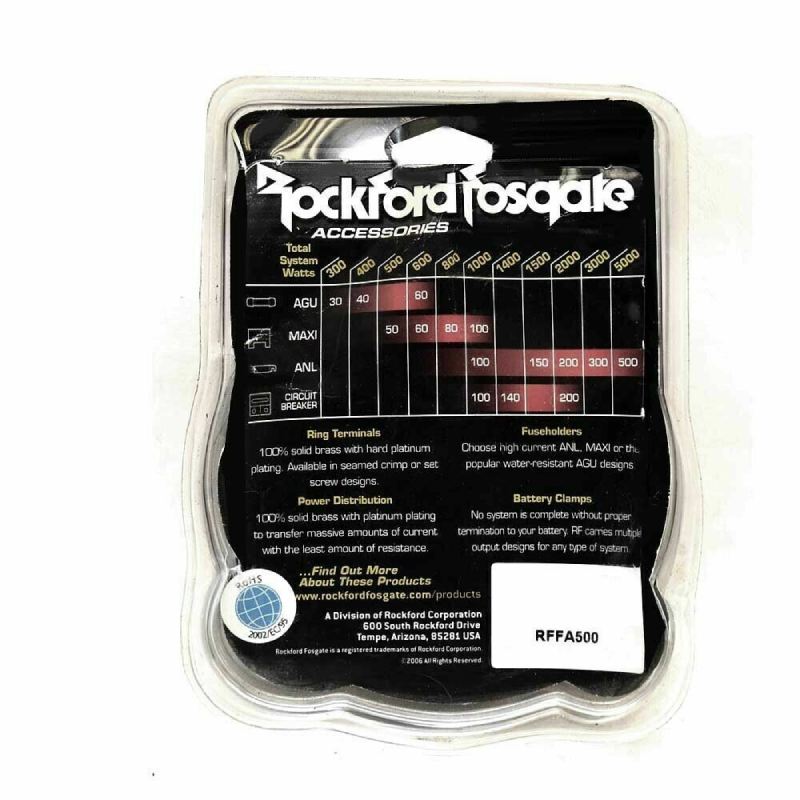 Rockford Fosgate
ACCESSORIES
Total
System
Watts
300 400 500 600 800 1000 1400 1500 2000 3000 5000
AGU 30 40 60
MAXI 50 60 80 100
ANL 100 150 200 300 500
CIRCUIT
BREAKER 100 140 200
Ring Terminals
100% solid brass with hard platinum
plating. Available in seamed crimp or set
screw designs.
Fuseholders
Choose high current ANL, MAXI or the
popular water-resistant AGU designs
Power Distribution
100% solid brass with platinum plating
to transfer massive amounts of current
with the least amount of resistance.
Battery Clamps
No system is complete without proper
termination to your battery. RF carries multiple
output designs for any type of system.
...Find Out More
About These Products
www.rockfordfosgate.com/products
A Division of Rockford Corporation
600 South Rockford Drive
Tempe, Arizona, 85281 USA
Rockford Fosgate is a registered trademarks of Rockford Corporation.
©2006 All Rights Reserved.
RoHS
2002/EC/95
RFFA500